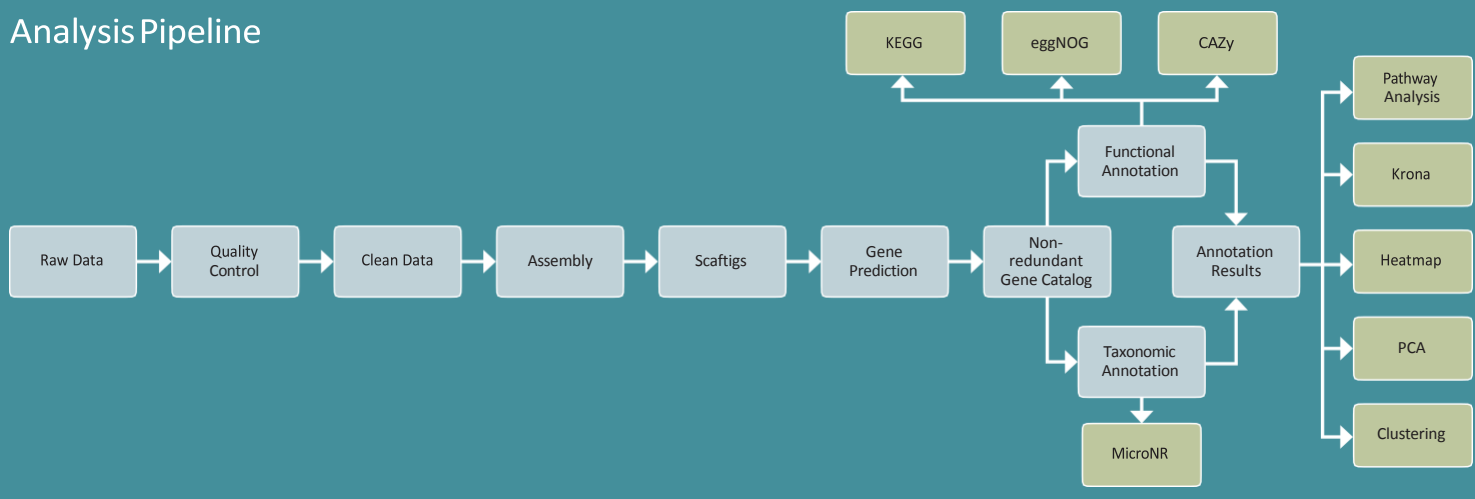 Analysis Pipeline
KEGG
eggNOG
CAZy
Pathway
Analysis
Functional
Annotation
Krona
Raw Data
Quality
Control
Clean Data
Assembly
Scaftigs
Gene
Prediction
Non-
redundant
Gene Catalog
Annotation
Results
Heatmap
Taxonomic
Annotation
PCA
MicroNR
Clustering